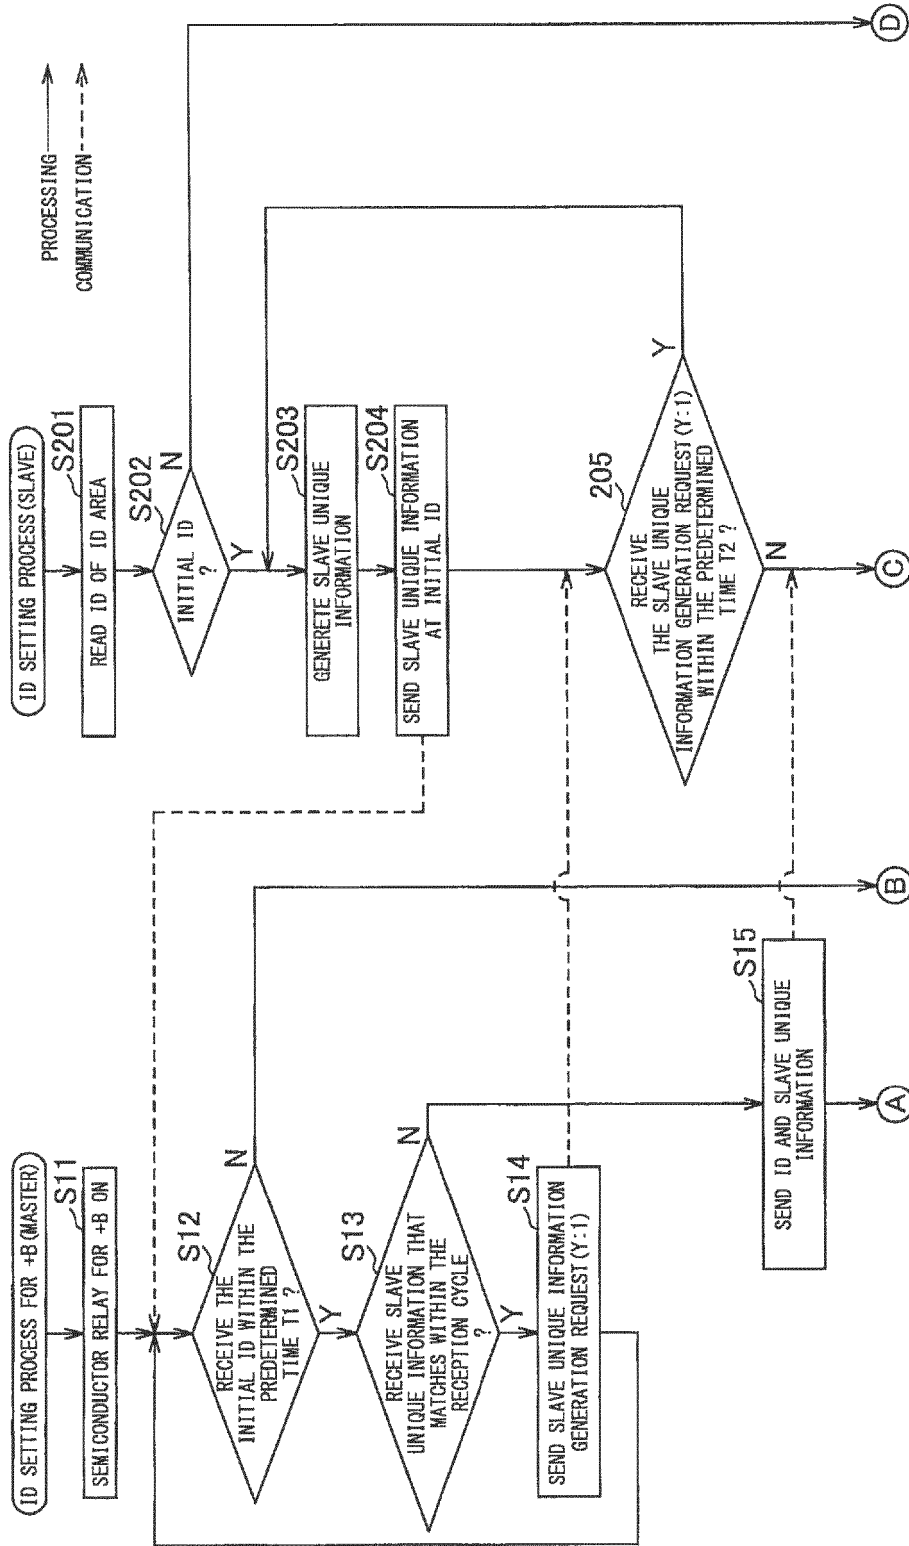 PROCESSING
COMMUNICATION
ID SETTING PROCESS FOR +B(MASTER)
S11
SEMICONDUCTOR RELAY FOR +B ON
S12
RECEIVE THE
INITIAL ID WITHIN THE
PREDETERMINED
TIME T1 ?
N
Y
S13
RECEIVE SLAVE
UNIQUE INFORMATION THAT
MATCHES WITHIN THE
RECEPTION CYCLE
?
N
Y
S14
SEND SLAVE UNIQUE INFORMATION
GENERATION REQUEST(Y:1)
S15
SEND ID AND SLAVE UNIQUE
INFORMATION
A
B
ID SETTING PROCESS(SLAVE)
S201
READ ID OF ID AREA
S202
INITIAL ID
?
N
Y
S203
GENERETE SLAVE UNIQUE
INFORMATION
S204
SEND SLAVE UNIQUE INFORMATION
AT INITIAL ID
205
RECEIVE
THE SLAVE UNIQUE
INFORMATION GENERATION REQUEST(Y:1)
WITHIN THE PREDETERMINED
TIME T2 ?
Y
N
C
D